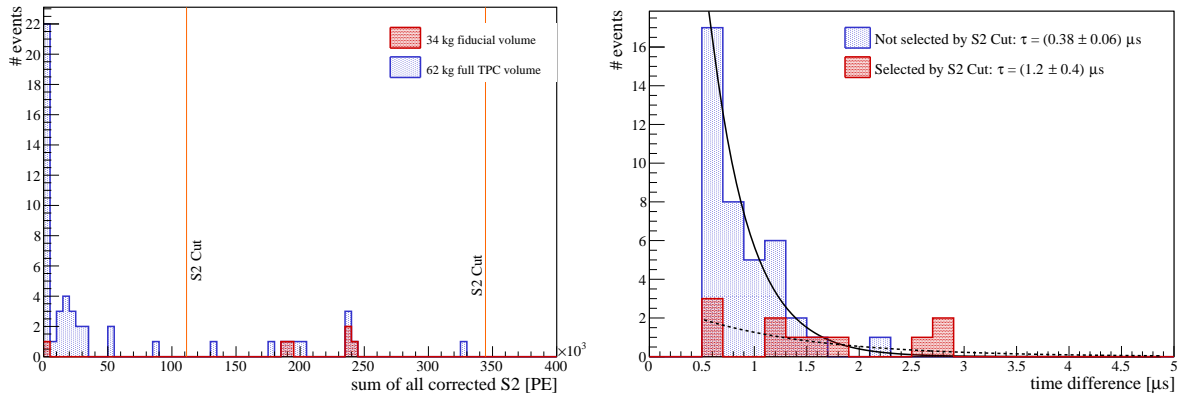 22
20
18
16
14
12
10
8
6
4
2
0
# events
34 kg fiducial volume
62 kg full TPC volume
S2 Cut
S2 Cut
0 50 100 150 200 250 300 350 400
×10³
sum of all corrected S2 [PE]
16
14
12
10
8
6
4
2
0
# events
Not selected by S2 Cut: τ = (0.38 ± 0.06) μs
Selected by S2 Cut: τ = (1.2 ± 0.4) μs
0 0.5 1 1.5 2 2.5 3 3.5 4 4.5 5
time difference [μs]